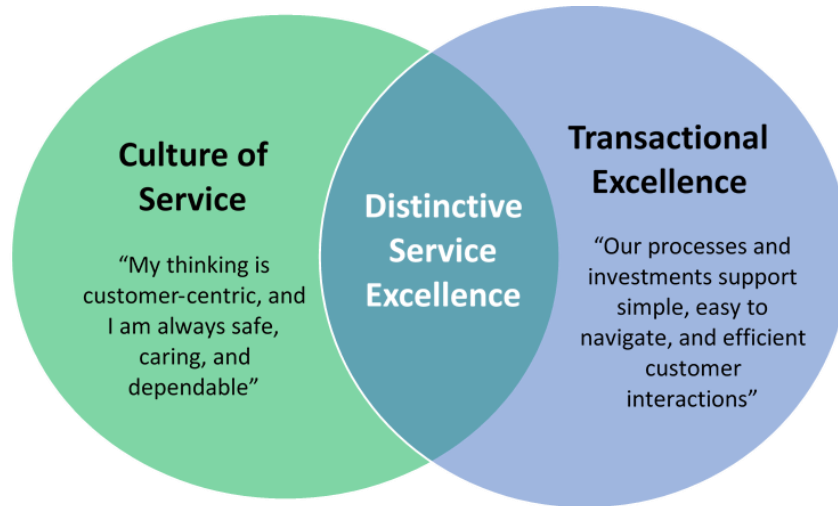 Culture of
Service
“My thinking is
customer-centric, and
I am always safe,
caring, and
dependable”
Distinctive
Service
Excellence
Transactional
Excellence
“Our processes and
investments support
simple, easy to
navigate, and efficient
customer
interactions”